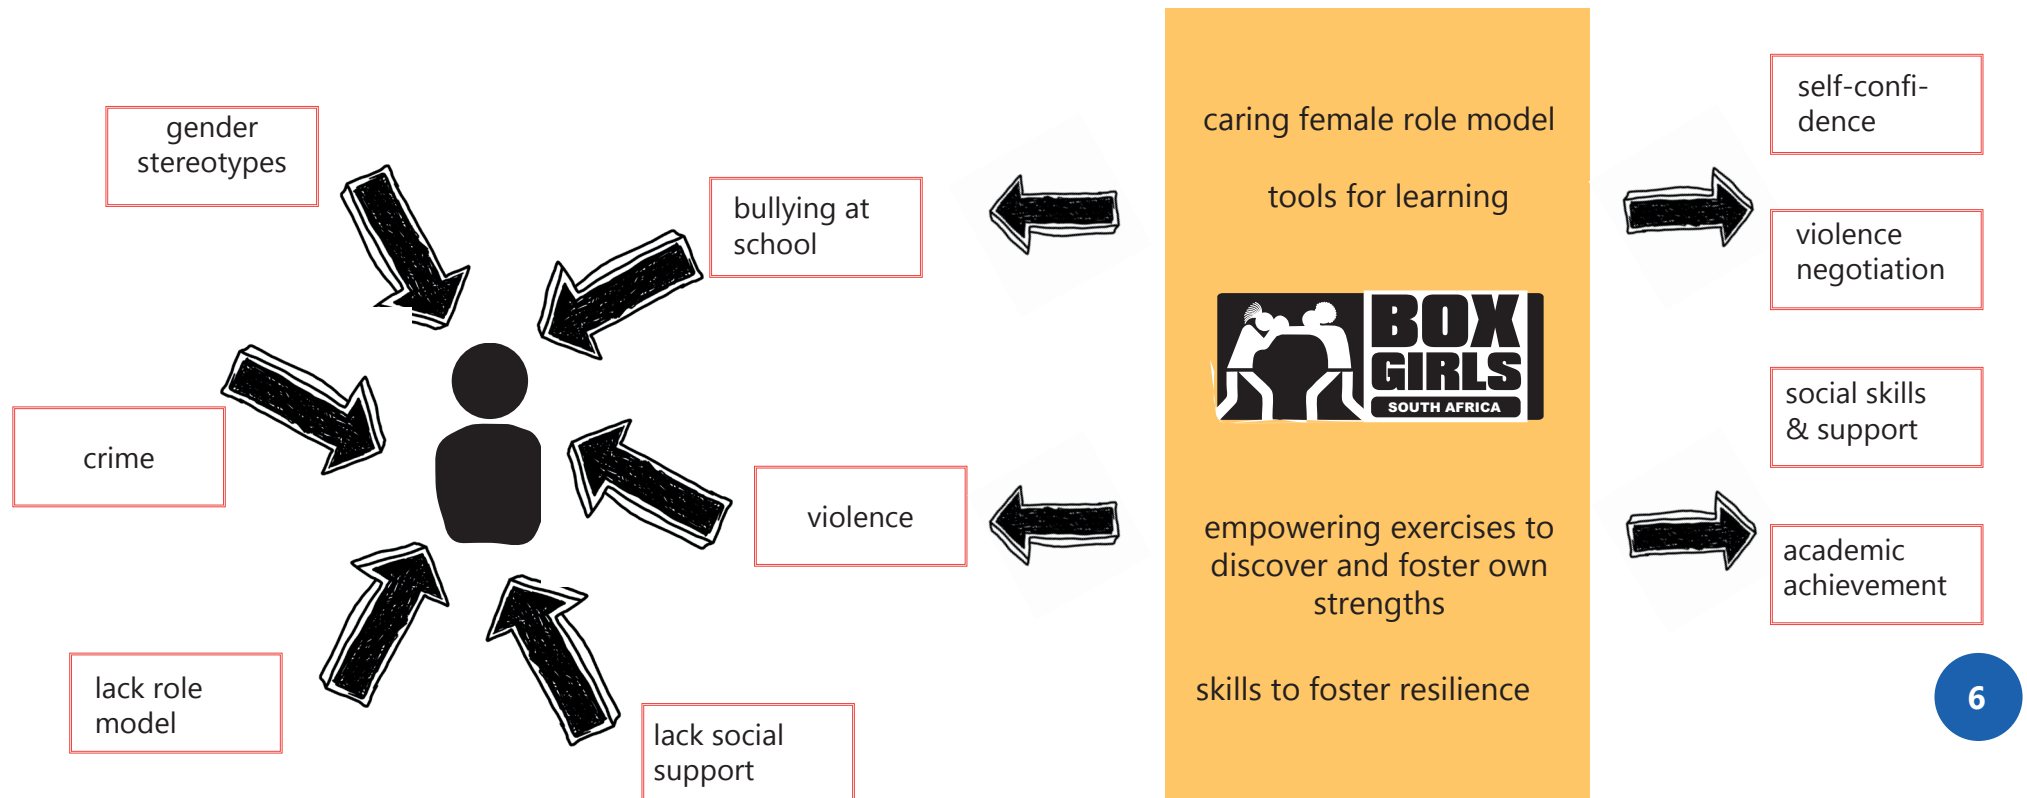 gender
stereotypes
bullying at
school
crime
violence
lack role
model
lack social
support
caring female role model
tools for learning
BOX
GIRLS
SOUTH AFRICA
empowering exercises to
discover and foster own
strengths
skills to foster resilience
self-confi-
dence
violence
negotiation
social skills
& support
academic
achievement
6